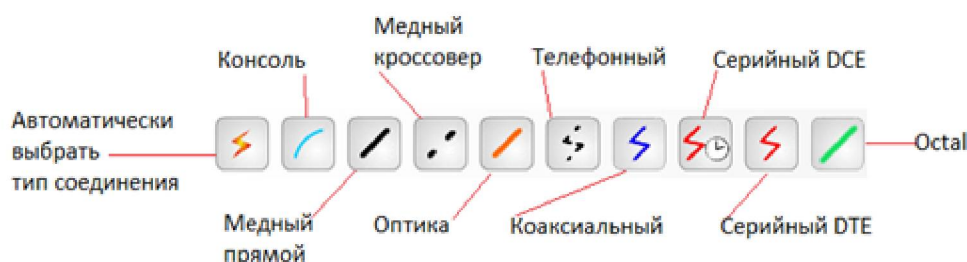 Автоматически
выбрать
тип соединения
Консоль
Медный
прямой
Медный
кроссовер
Оптика
Телефонный
Коаксиальный
Серийный DCE
Серийный DTE
Octal